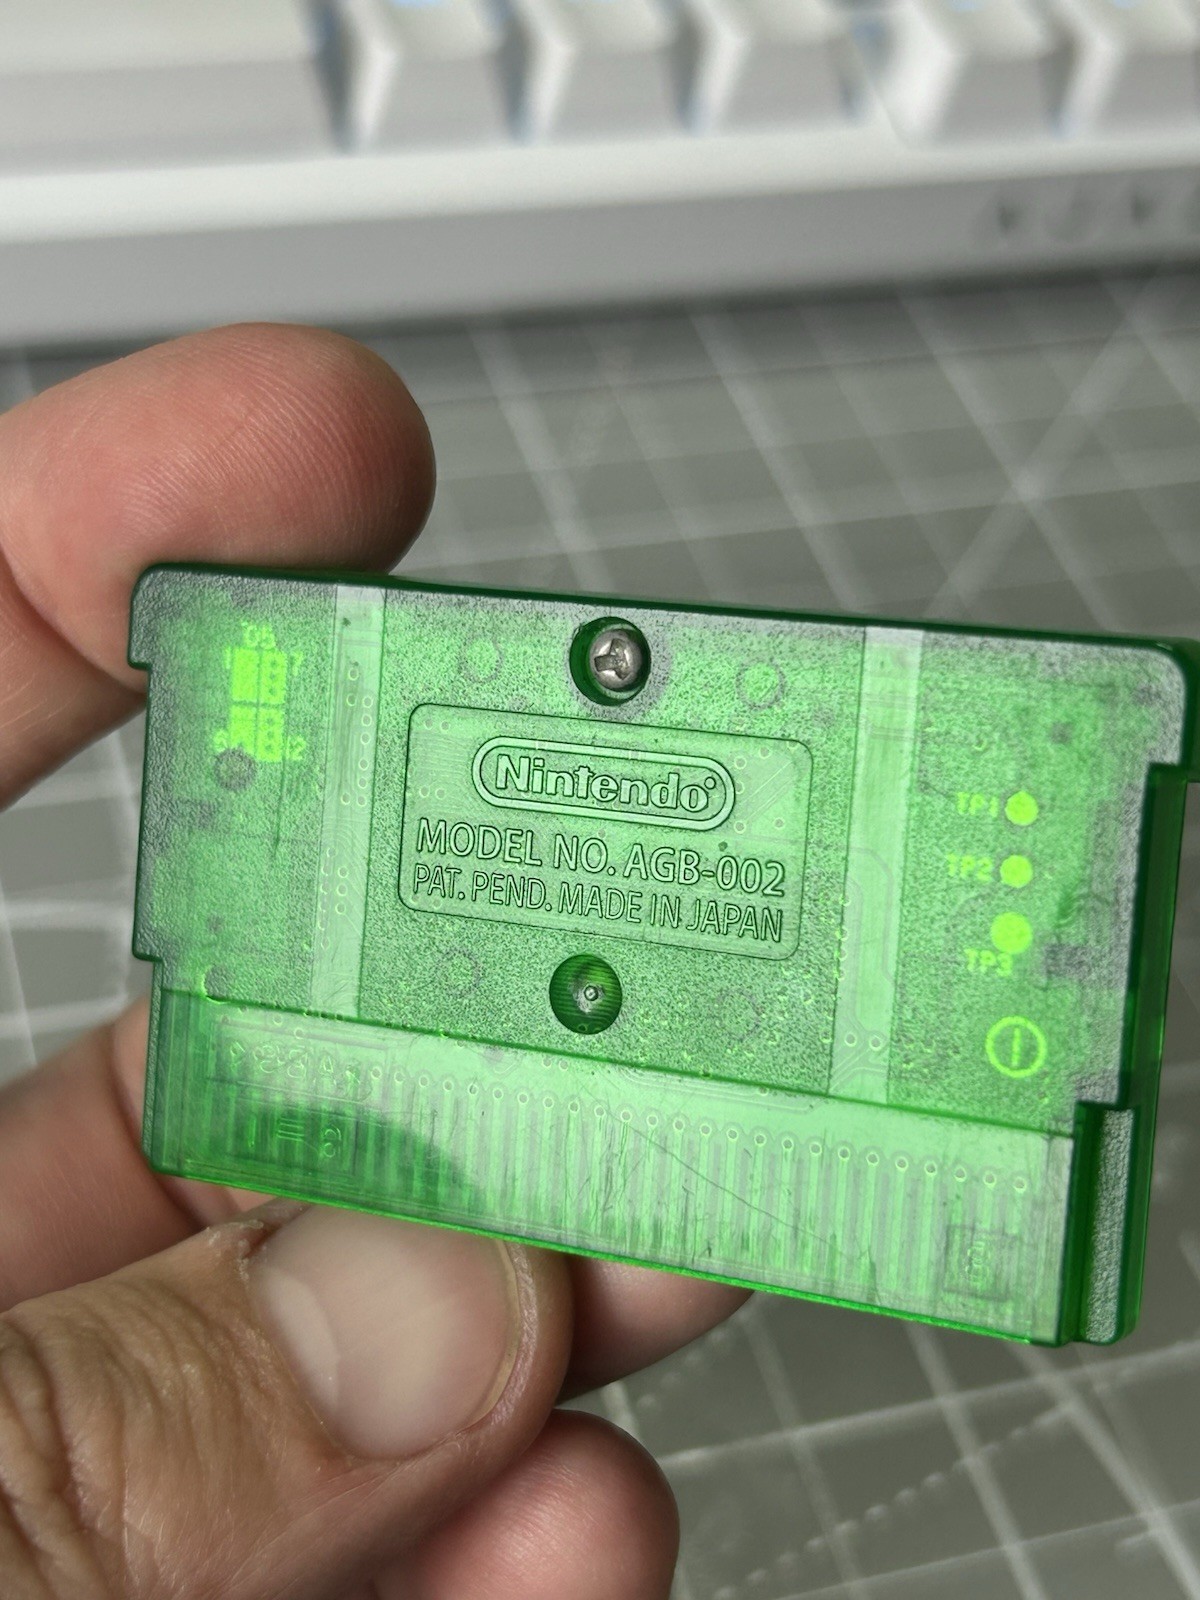 Nintendo
MODEL NO. AGB-002
PAT. PEND. MADE IN JAPAN
TP1
TP2
TP3